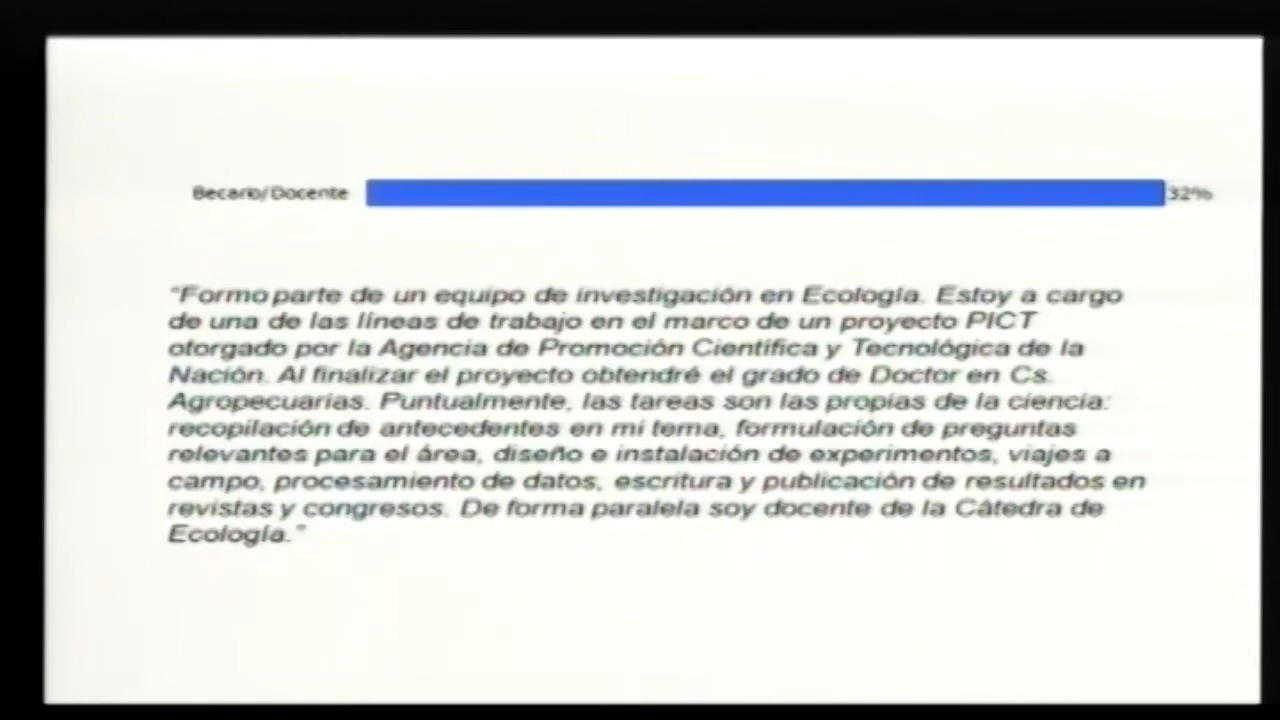 Becario/Docente 32%
"Formo parte de un equipo de investigación en Ecología. Estoy a cargo
de una de las líneas de trabajo en el marco de un proyecto PICT
otorgado por la Agencia de Promoción Científica y Tecnológica de la
Nación. Al finalizar el proyecto obtendré el grado de Doctor en Cs.
Agropecuarias. Puntualmente, las tareas son las propias de la ciencia:
recopilación de antecedentes en mi tema, formulación de preguntas
relevantes para el área, diseño e instalación de experimentos, viajes a
campo, procesamiento de datos, escritura y publicación de resultados en
revistas y congresos. De forma paralela soy docente de la Cátedra de
Ecología."